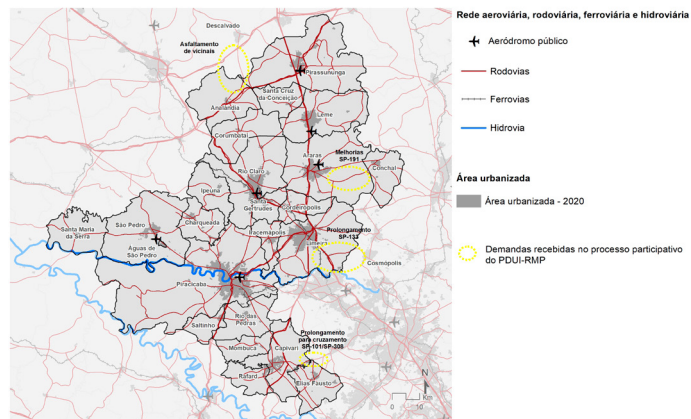 Rede aeroviária, rodoviária, ferroviária e hidroviária
Aeródromo público
Rodovias
Ferrovias
Hidrovia
Área urbanizada
Área urbanizada - 2020
Demandas recebidas no processo participativo
do PDUI-RMP
Descalvado
Asfaltamento
de vicinais
Pirassununga
Santa Cruz
da Conceição
Analândia
Leme
Corumbataí
Araras
Melhorias
SP-191
Conchal
Rio Claro
Ipeúna
Santa
Gertrudes
Cordeirópolis
Charqueada
Iracemápolis
Prolongamento
SP-133
Limeira
Santa Maria
da Serra
São Pedro
Águas de
São Pedro
Cosmópolis
Piracicaba
Saltinho
Rio das
Pedras
Mombuca
Capivari
Prolongamento
para cruzamento
SP-101/SP-308
Rafard
Elias Fausto
N
0 10
Km